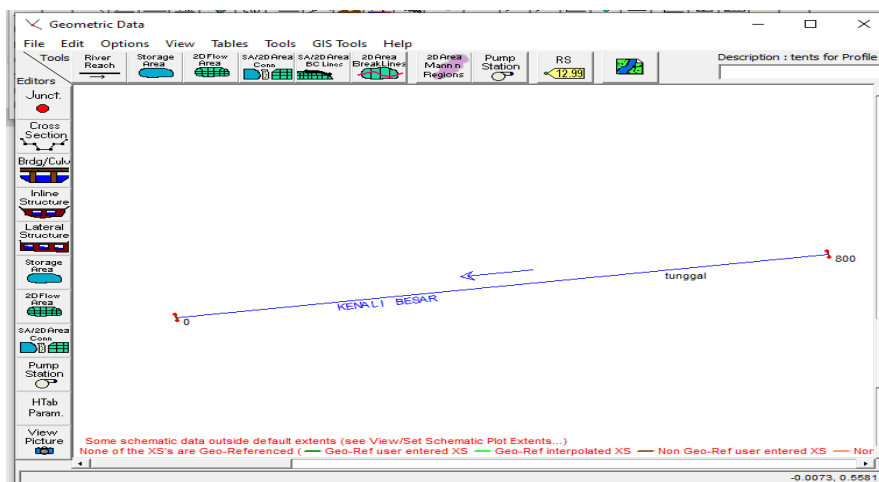 Geometric Data
File Edit Options View Tables Tools GIS Tools Help
Tools
Editors
River Reach
Storage Area
2D Flow Area
SA/2D Area Conn
SA/2D Area BC Lines
2D Area BreakLines
2D Area Mann n Regions
Pump Station
RS
12.99
Description : tents for Profile
Junct.
Cross Section
Brdg/Culv
Inline Structure
Lateral Structure
Storage Area
2D Flow Area
SA/2D Area Conn
Pump Station
HTab Param.
View Picture
800
tunggal
KENALI BESAR
0
Some schematic data outside default extents (see View/Set Schematic Plot Extents...)
None of the XS's are Geo-Referenced ( Geo-Ref user entered XS Geo-Ref interpolated XS Non Geo-Ref user entered XS Nor
-0.0073, 0.5581